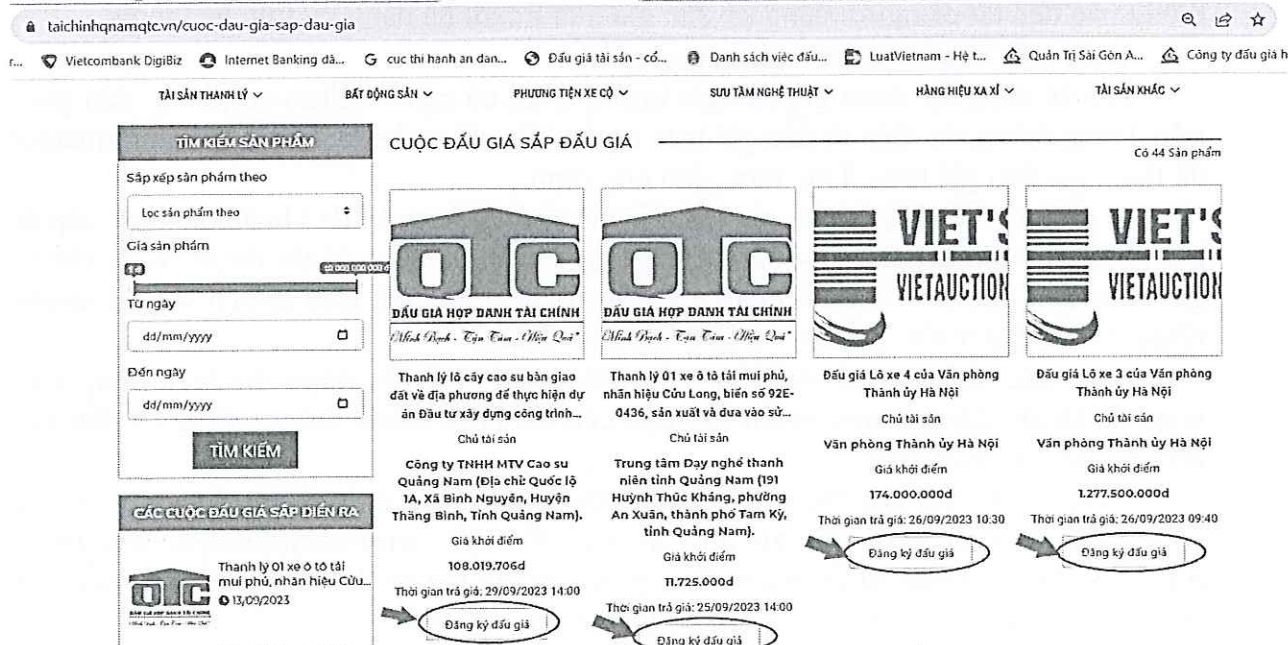 taichinhqnamqtc.vn/cuoc-dau-gia-sap-dau-gia
r...
Vietcombank DigiBiz
Internet Banking dà...
G cuc thi hanh an dan...
Đấu giá tài sản - cổ...
Danh sách việc đấu...
LuatVietnam - Hệ t...
Quản Trị Sài Gòn A...
Công ty đấu giá h
TÀI SẢN THANH LÝ
BẤT ĐỘNG SẢN
PHƯƠNG TIỆN XE CỘ
SƯU TẦM NGHỆ THUẬT
HÀNG HIỆU XA XỈ
TÀI SẢN KHÁC
TÌM KIẾM SẢN PHẨM
Sắp xếp sản phẩm theo
Lọc sản phẩm theo
Giá sản phẩm
Từ ngày
dd/mm/yyyy
Đến ngày
dd/mm/yyyy
TÌM KIẾM
CÁC CUỘC ĐẤU GIÁ SẮP DIỄN RA
Thanh lý 01 xe ô tô tải
mui phủ, nhãn hiệu Cửu...
13/09/2023
CUỘC ĐẤU GIÁ SẮP ĐẤU GIÁ
Có 44 Sản phẩm
QTC
ĐẤU GIÁ HỢP DANH TÀI CHÍNH
"Minh Bạch - Tận Tâm - Hiệu Quả"
Thanh lý lô cây cao su bàn giao
đất về địa phương để thực hiện dự
án Đầu tư xây dựng công trình...
Chủ tài sản
Công ty TNHH MTV Cao su
Quảng Nam (Địa chỉ: Quốc lộ
1A, Xã Bình Nguyên, Huyện
Thăng Bình, Tỉnh Quảng Nam).
Giá khởi điểm
108.019.706đ
Thời gian trả giá: 29/09/2023 14:00
Đăng ký đấu giá
QTC
ĐẤU GIÁ HỢP DANH TÀI CHÍNH
"Minh Bạch - Tận Tâm - Hiệu Quả"
Thanh lý 01 xe ô tô tải mui phủ,
nhãn hiệu Cửu Long, biển số 92E-
0436, sản xuất và đưa vào sử...
Chủ tài sản
Trung tâm Dạy nghề thanh
niên tỉnh Quảng Nam (191
Huỳnh Thúc Kháng, phường
An Xuân, thành phố Tam Kỳ,
tỉnh Quảng Nam).
Giá khởi điểm
11.725.000đ
Thời gian trả giá: 25/09/2023 14:00
Đăng ký đấu giá
VIET'S
VIETAUCTION
Đấu giá Lô xe 4 của Văn phòng
Thành ủy Hà Nội
Chủ tài sản
Văn phòng Thành ủy Hà Nội
Giá khởi điểm
174.000.000đ
Thời gian trả giá: 26/09/2023 10:30
Đăng ký đấu giá
VIET'S
VIETAUCTION
Đấu giá Lô xe 3 của Văn phòng
Thành ủy Hà Nội
Chủ tài sản
Văn phòng Thành ủy Hà Nội
Giá khởi điểm
1.277.500.000đ
Thời gian trả giá: 26/09/2023 09:40
Đăng ký đấu giá